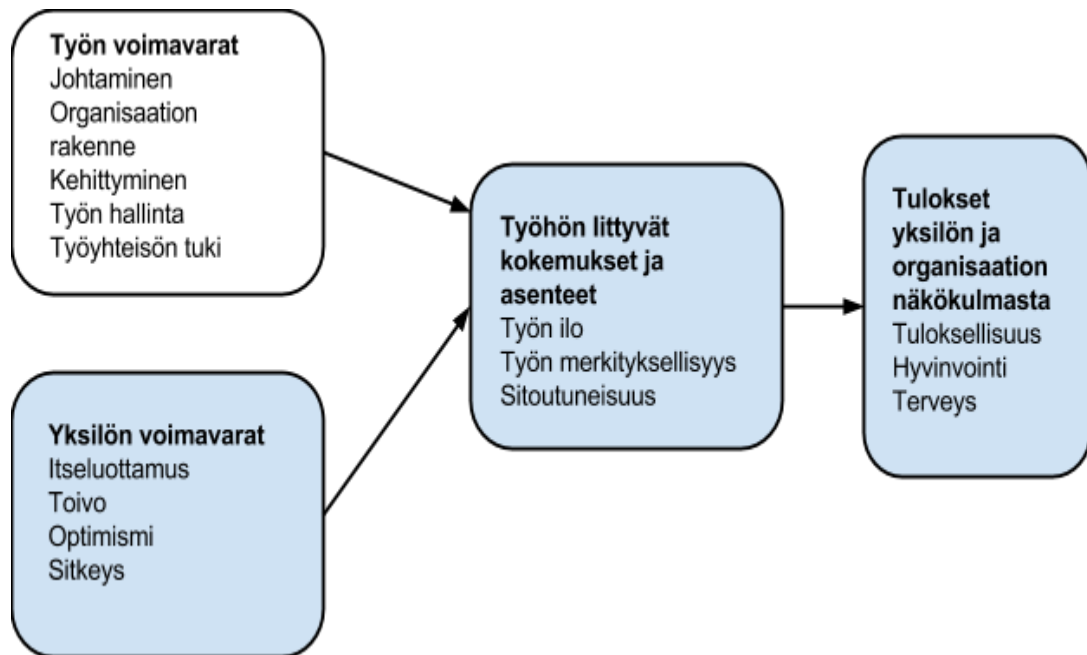 Työn voimavarat
Johtaminen
Organisaation
rakenne
Kehittyminen
Työn hallinta
Työyhteisön tuki
Yksilön voimavarat
Itseluottamus
Toivo
Optimismi
Sitkeys
Työhön littyvät
kokemukset ja
asenteet
Työn ilo
Työn merkityksellisyys
Sitoutuneisuus
Tulokset
yksilön ja
organisaation
näkökulmasta
Tuloksellisuus
Hyvinvointi
Terveys